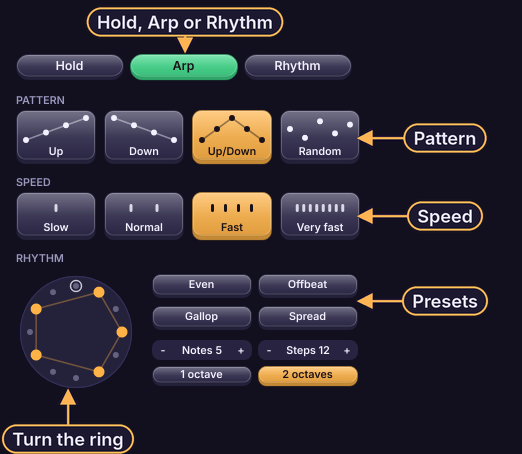 Hold, Arp or Rhythm
Hold Arp Rhythm
PATTERN
Up Down Up/Down Random
Pattern
SPEED
Slow Normal Fast Very fast
Speed
RHYTHM
Even Offbeat
Presets
Gallop Spread
- Notes 5 + - Steps 12 +
1 octave 2 octaves
Turn the ring